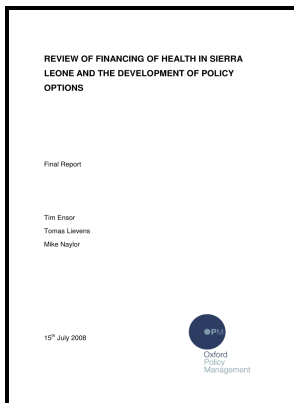 REVIEW OF FINANCING OF HEALTH IN SIERRA
LEONE AND THE DEVELOPMENT OF POLICY
OPTIONS
Final Report
Tim Ensor
Tomas Lievens
Mike Naylor
15th July 2008
OPM
Oxford
Policy
Management